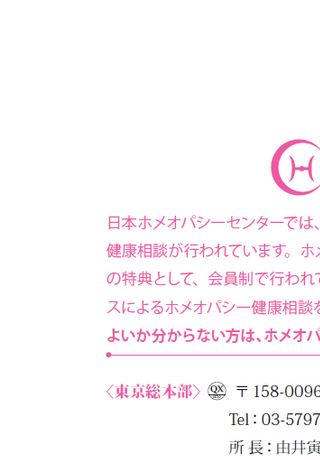 日本ホメオパシーセンターでは、
健康相談が行われています。ホメ
の特典として、会員制で行われて
スによるホメオパシー健康相談を
よいか分からない方は、ホメオパ
〈東京総本部〉 QX 〒158-0096
Tel：03-5797
所 長：由井寅